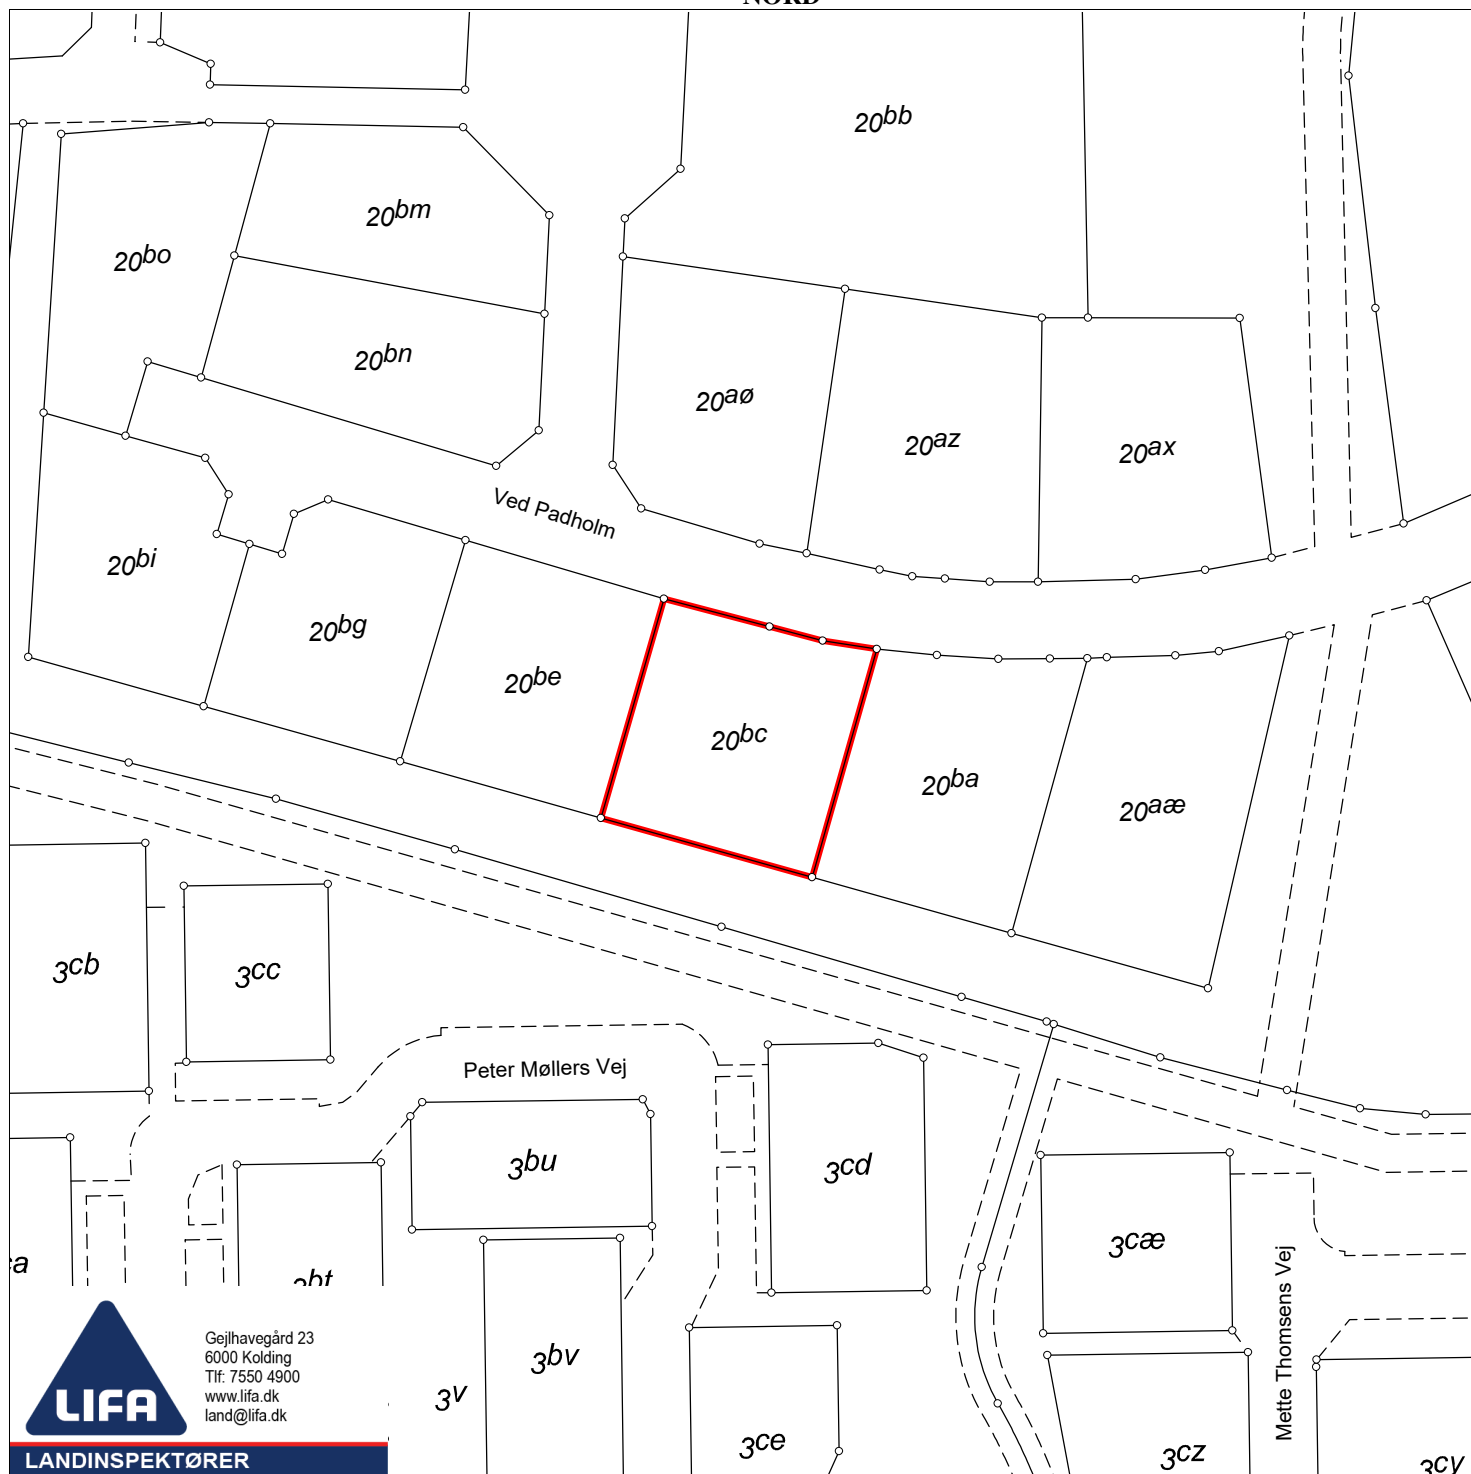 NORD
20bb
20bm
20bo
20bn
20aø
20az
20ax
Ved Padholm
20bi
20bg
20be
20bc
20ba
20aæ
3cb
3cc
Peter Møllers Vej
3bu
3cd
3cæ
Mette Thomsens Vej
3bv
3v
3ce
3cz
3cy
LIFA
Gejlhavegård 23
6000 Kolding
Tlf: 7550 4900
www.lifa.dk
land@lifa.dk
LANDINSPEKTØRER